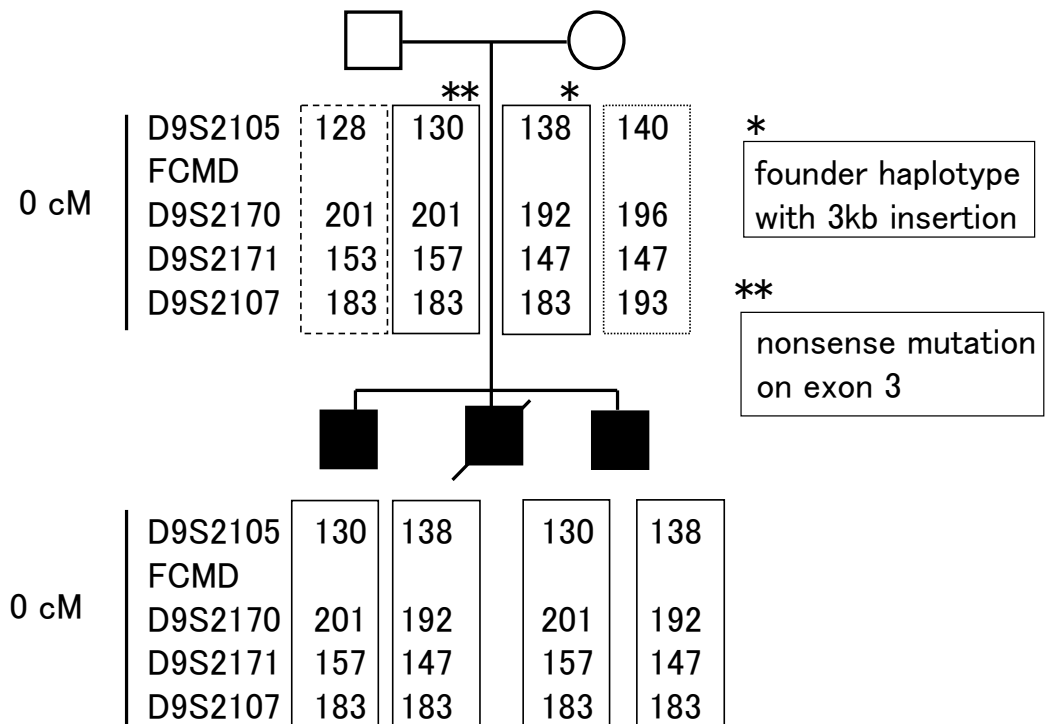 ** *
D9S2105 128 130 138 140 *
FCMD founder haplotype
0 cM
D9S2170 201 201 192 196 with 3kb insertion
D9S2171 153 157 147 147
D9S2107 183 183 183 193 **
nonsense mutation
on exon 3
D9S2105 130 138 130 138
FCMD
0 cM
D9S2170 201 192 201 192
D9S2171 157 147 157 147
D9S2107 183 183 183 183